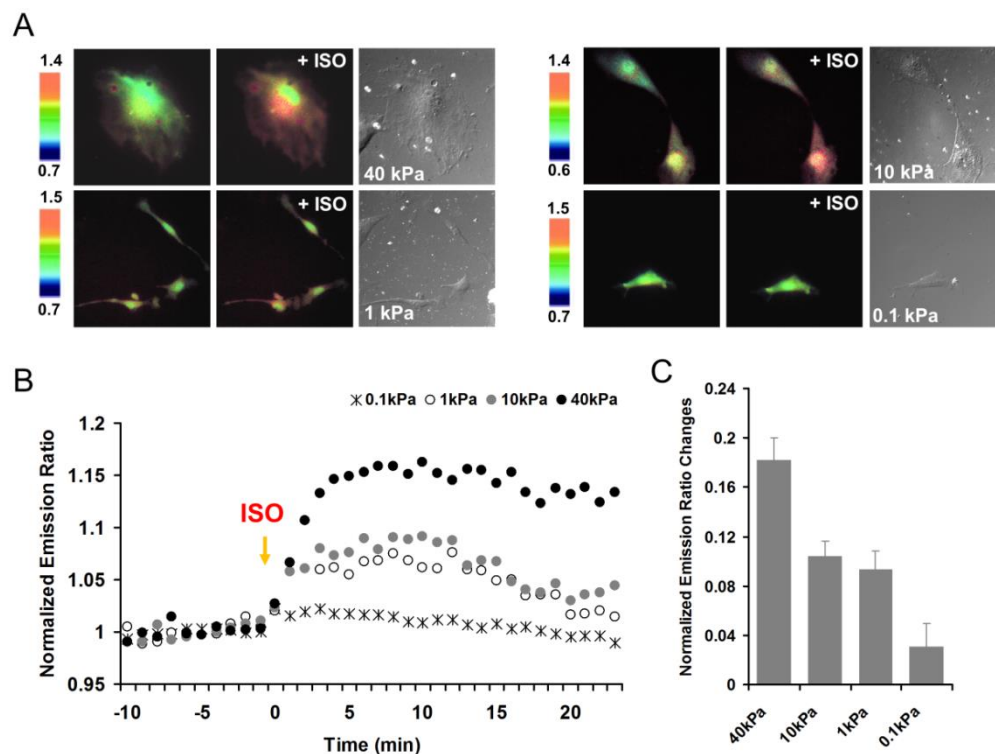 A
1.4
+ ISO
40 kPa
0.7
1.5
+ ISO
1 kPa
0.7
1.4
+ ISO
10 kPa
0.6
1.5
+ ISO
0.1 kPa
0.7
B
0.1kPa 1kPa 10kPa 40kPa
Normalized Emission Ratio
1.2
1.15
1.1
1.05
1
0.95
ISO
-10 -5 0 5 10 15 20
Time (min)
C
Normalized Emission Ratio Changes
0.24
0.2
0.16
0.12
0.08
0.04
0
40kPa 10kPa 1kPa 0.1kPa